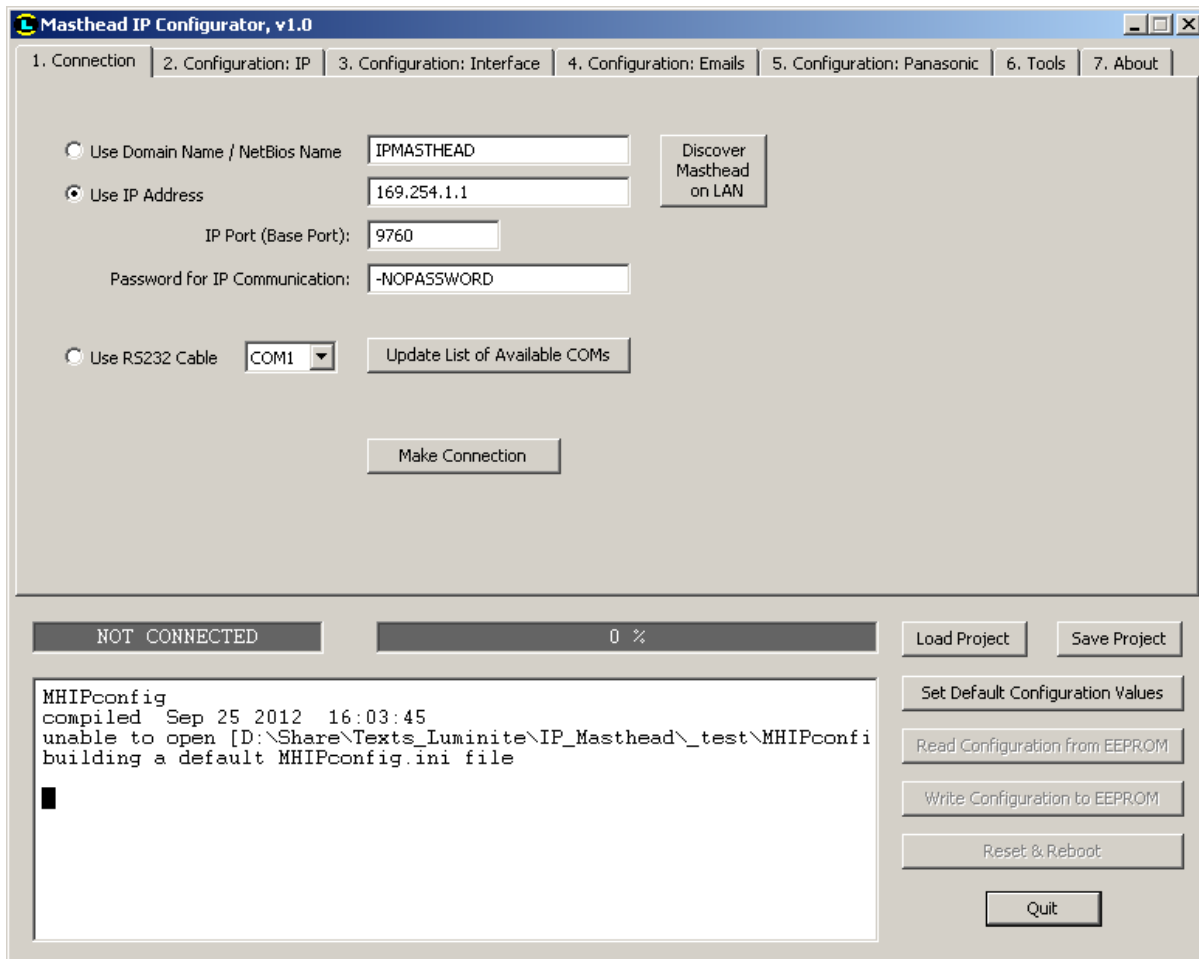 Masthead IP Configurator, v1.0
1. Connection 2. Configuration: IP 3. Configuration: Interface 4. Configuration: Emails 5. Configuration: Panasonic 6. Tools 7. About
Use Domain Name / NetBios Name IPMASTHEAD
Discover
Masthead
on LAN
Use IP Address 169.254.1.1
IP Port (Base Port): 9760
Password for IP Communication: -NOPASSWORD
Use RS232 Cable COM1 Update List of Available COMs
Make Connection
NOT CONNECTED 0 % Load Project Save Project
MHIPconfig
compiled Sep 25 2012 16:03:45
unable to open [D:\Share\Texts_Luminite\IP_Masthead\_test\MHIPconfi
building a default MHIPconfig.ini file
Set Default Configuration Values
Read Configuration from EEPROM
Write Configuration to EEPROM
Reset & Reboot
Quit